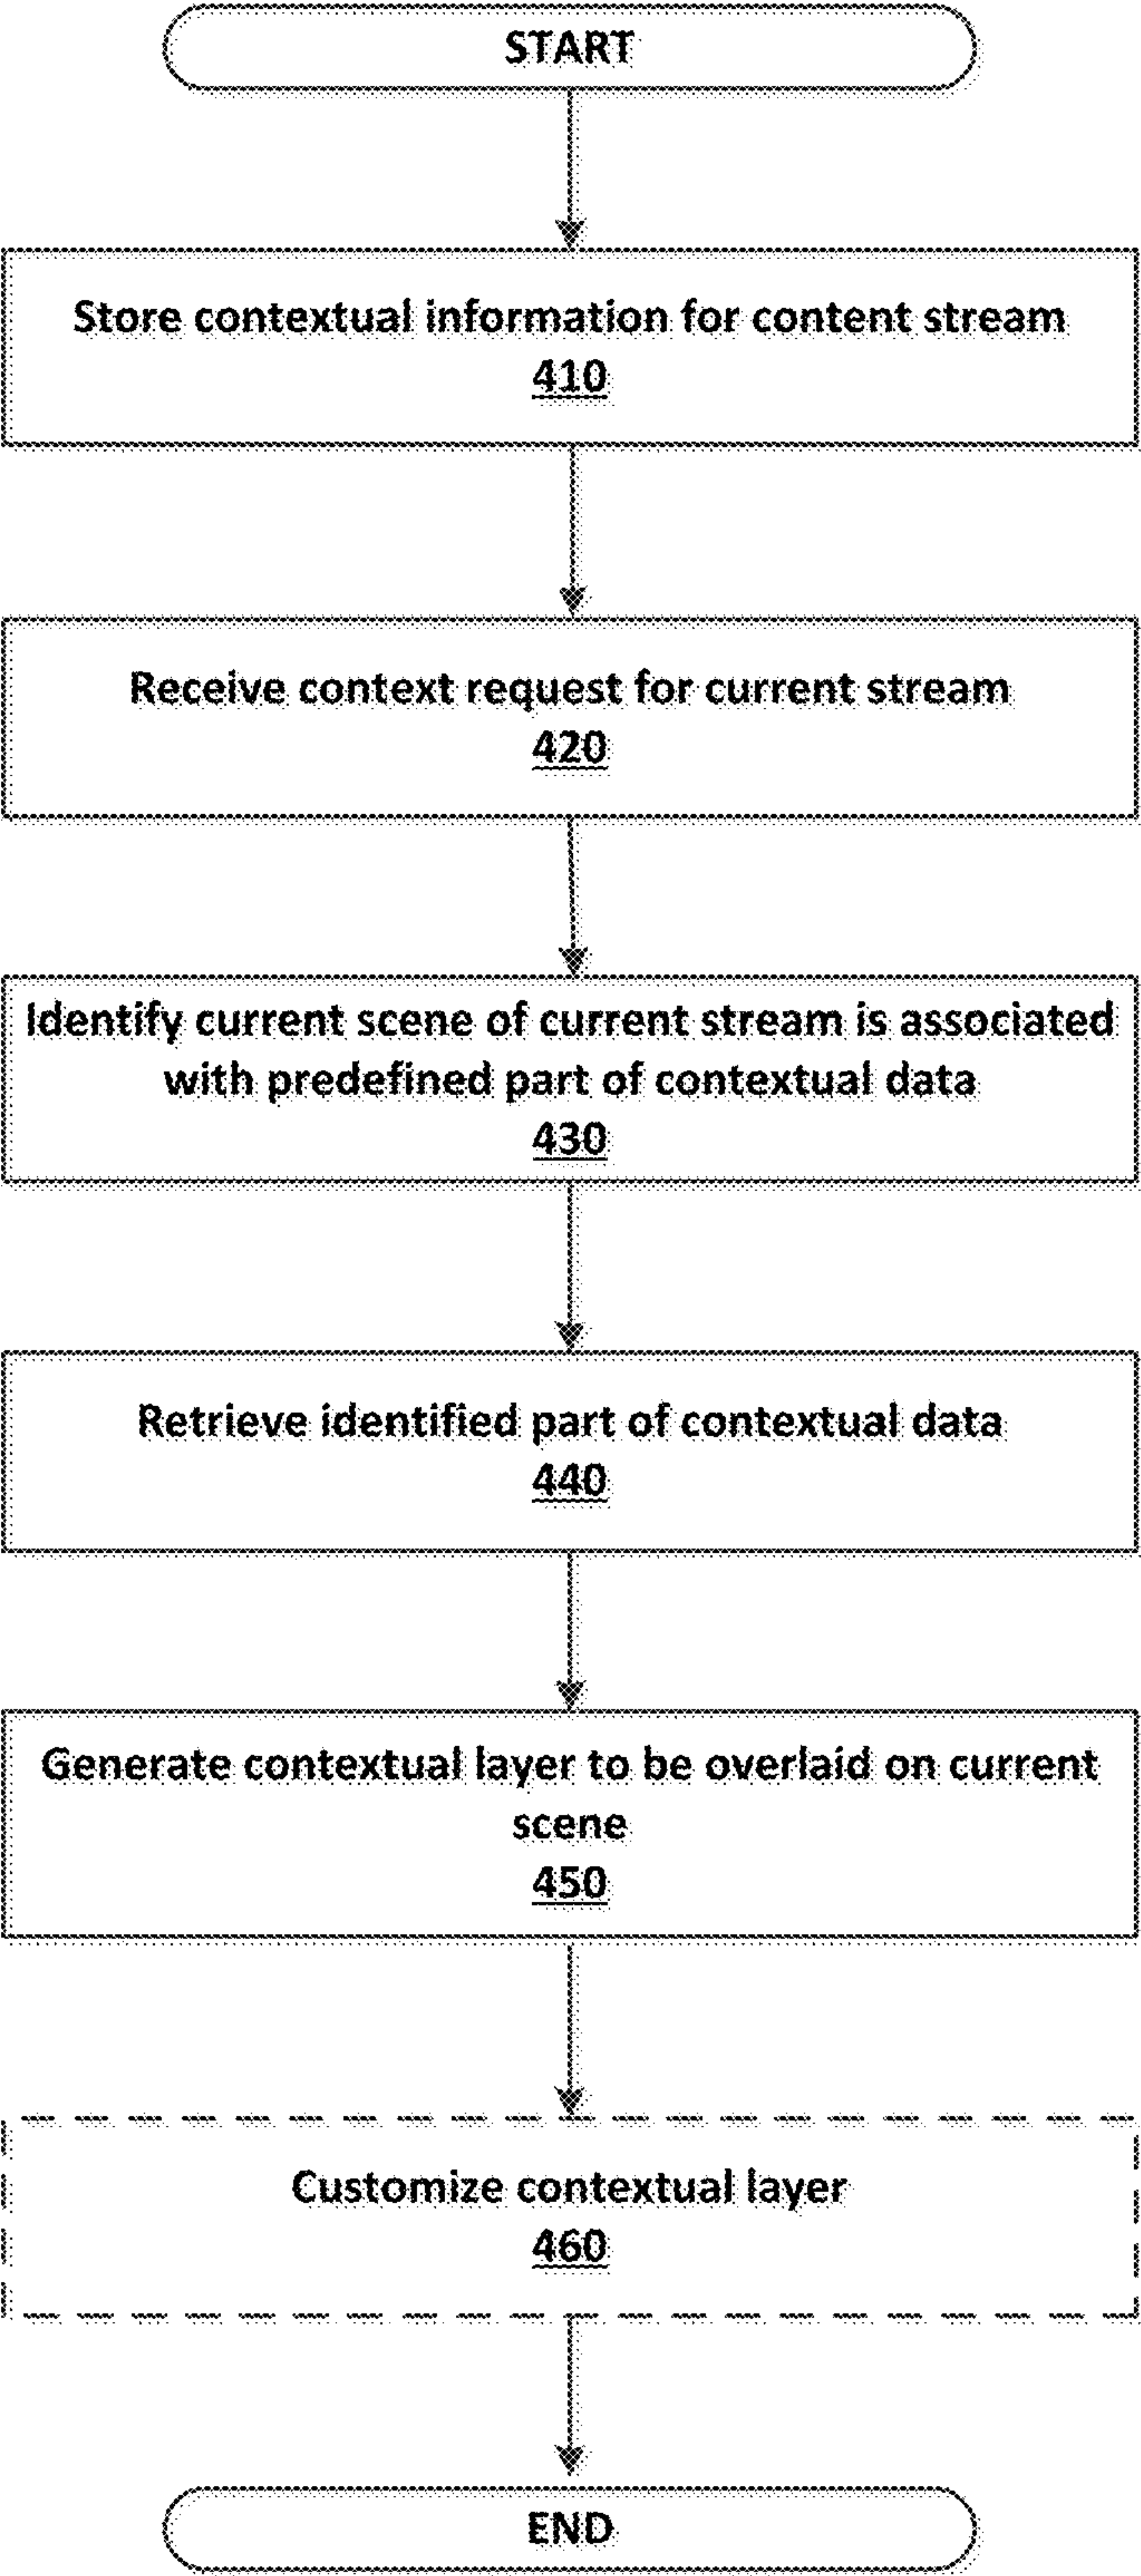 START
Store contextual information for content stream
410
Receive context request for current stream
420
Identify current scene of current stream is associated
with predefined part of contextual data
430
Retrieve identified part of contextual data
440
Generate contextual layer to be overlaid on current
scene
450
Customize contextual layer
460
END